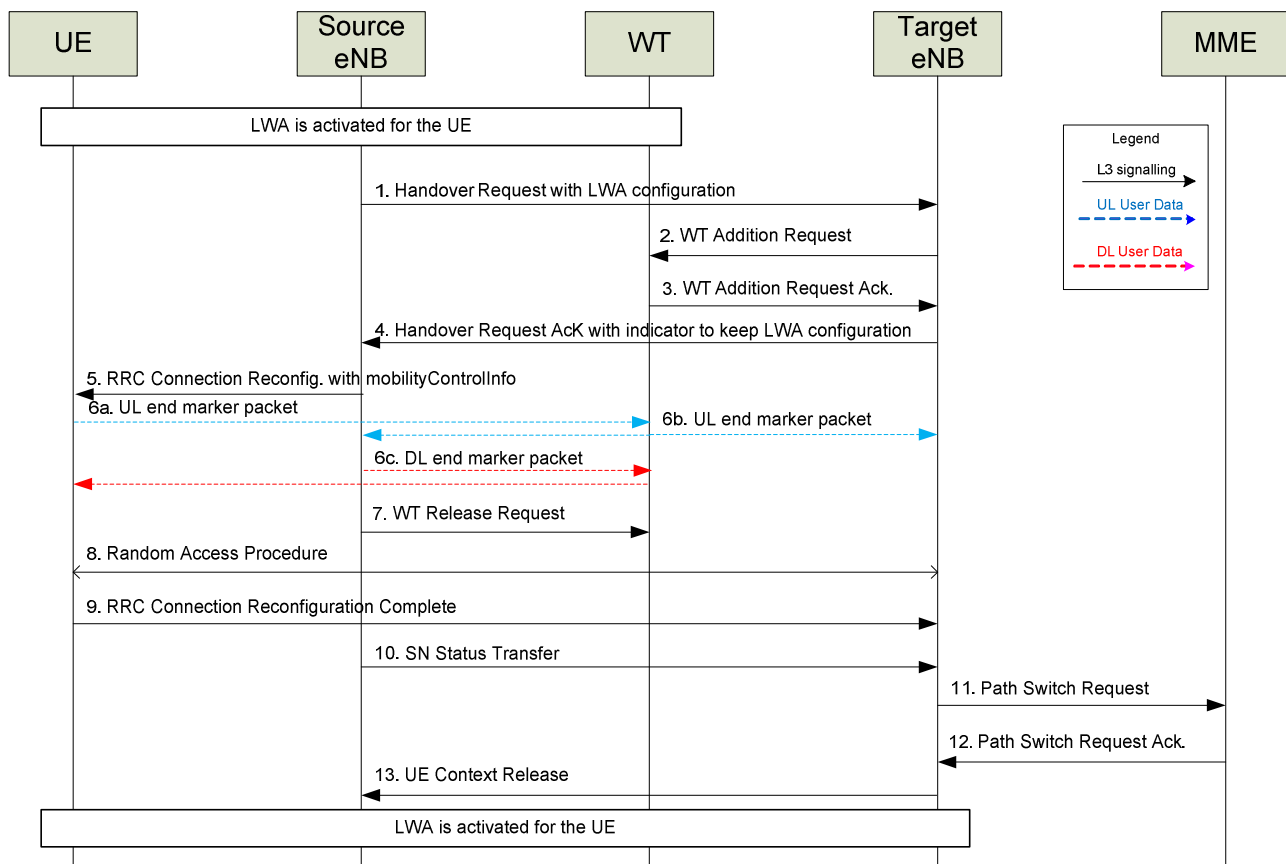 UE
Source
eNB
WT
Target
eNB
MME
LWA is activated for the UE
Legend
L3 signalling
UL User Data
DL User Data
1. Handover Request with LWA configuration
2. WT Addition Request
3. WT Addition Request Ack.
4. Handover Request AcK with indicator to keep LWA configuration
5. RRC Connection Reconfig. with mobilityControlInfo
6a. UL end marker packet
6b. UL end marker packet
6c. DL end marker packet
7. WT Release Request
8. Random Access Procedure
9. RRC Connection Reconfiguration Complete
10. SN Status Transfer
11. Path Switch Request
12. Path Switch Request Ack.
13. UE Context Release
LWA is activated for the UE